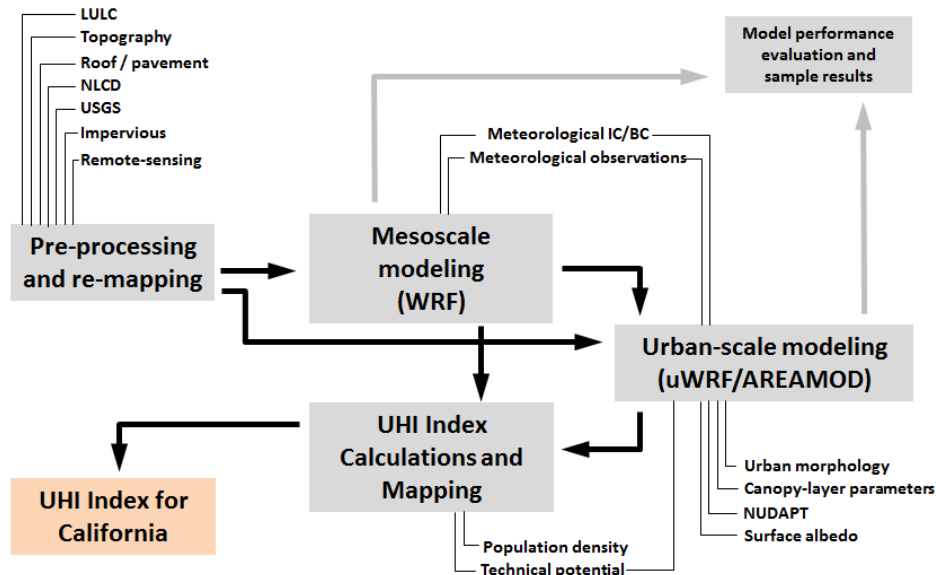 LULC
Topography
Roof / pavement
NLCD
USGS
Impervious
Remote-sensing
Model performance
evaluation and
sample results
Meteorological IC/BC
Meteorological observations
Pre-processing
and re-mapping
Mesoscale
modeling
(WRF)
Urban-scale modeling
(uWRF/AREAMOD)
UHI Index
Calculations and
Mapping
UHI Index for
California
Urban morphology
Canopy-layer parameters
NUDAPT
Surface albedo
Population density
Technical potential